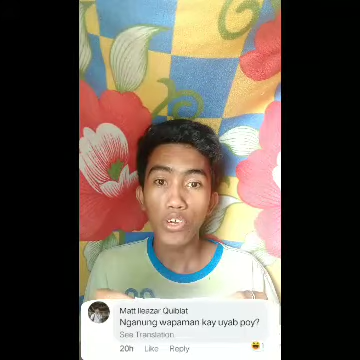 Matt Ileazar Quiblat
Nganung wapaman kay uyab poy?
See Translation
20h Like Reply